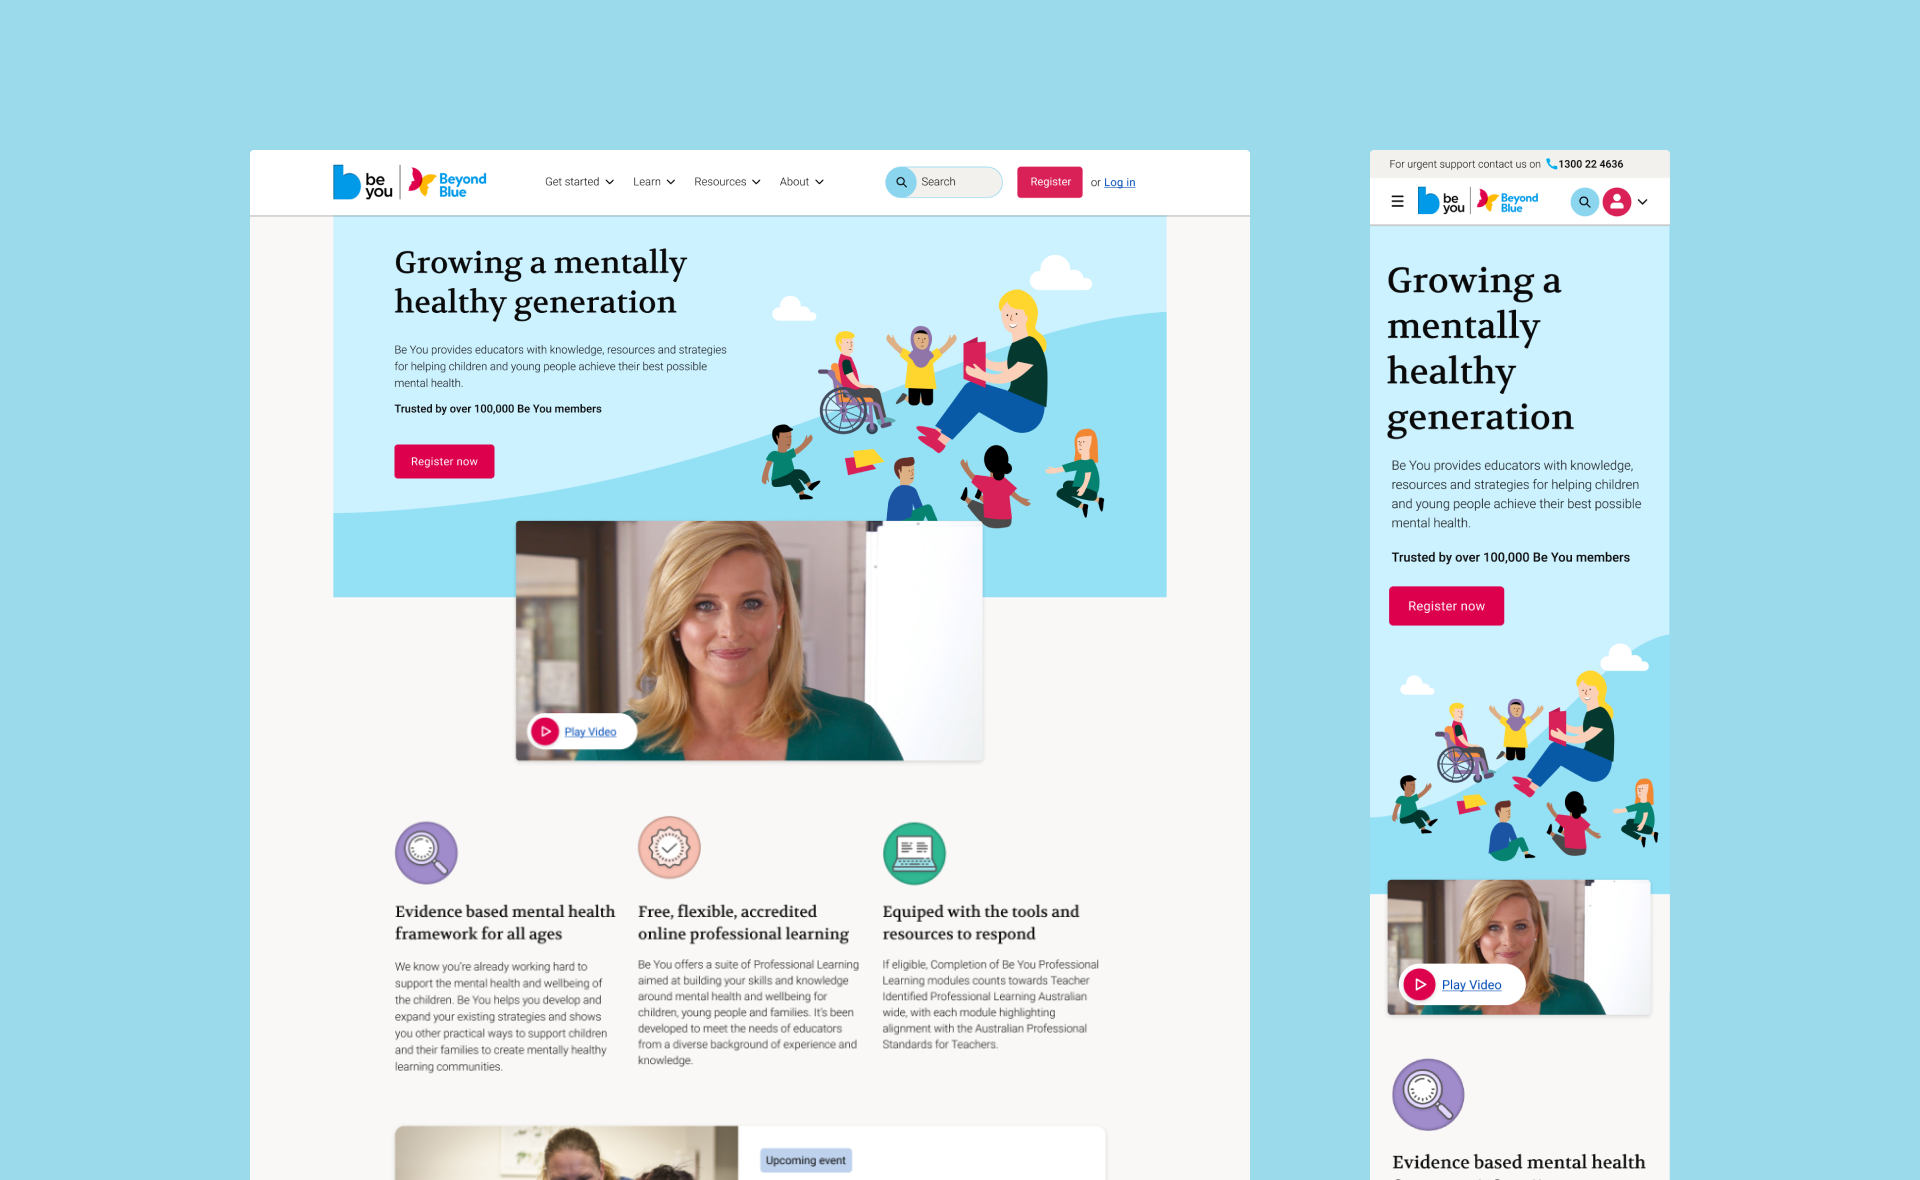 be you
Beyond Blue
Get started
Learn
Resources
About
Search
Register
or Log in
Growing a mentally
healthy generation
Be You provides educators with knowledge, resources and strategies
for helping children and young people achieve their best possible
mental health.
Trusted by over 100,000 Be You members
Register now
Play Video
Evidence based mental health
framework for all ages
We know you're already working hard to
support the mental health and wellbeing of
the children. Be You helps you develop and
expand your existing strategies and shows
you other practical ways to support children
and their families to create mentally healthy
learning communities.
Free, flexible, accredited
online professional learning
Be You offers a suite of Professional Learning
aimed at building your skills and knowledge
around mental health and wellbeing for
children, young people and families. It's been
developed to meet the needs of educators
from a diverse background of experience and
knowledge.
Equiped with the tools and
resources to respond
If eligible, Completion of Be You Professional
Learning modules counts towards Teacher
Identified Professional Learning Australian
wide, with each module highlighting
alignment with the Australian Professional
Standards for Teachers.
Upcoming event
For urgent support contact us on 1300 22 4636
be you
Beyond Blue
Growing a
mentally
healthy
generation
Be You provides educators with knowledge,
resources and strategies for helping children
and young people achieve their best possible
mental health.
Trusted by over 100,000 Be You members
Register now
Play Video
Evidence based mental health